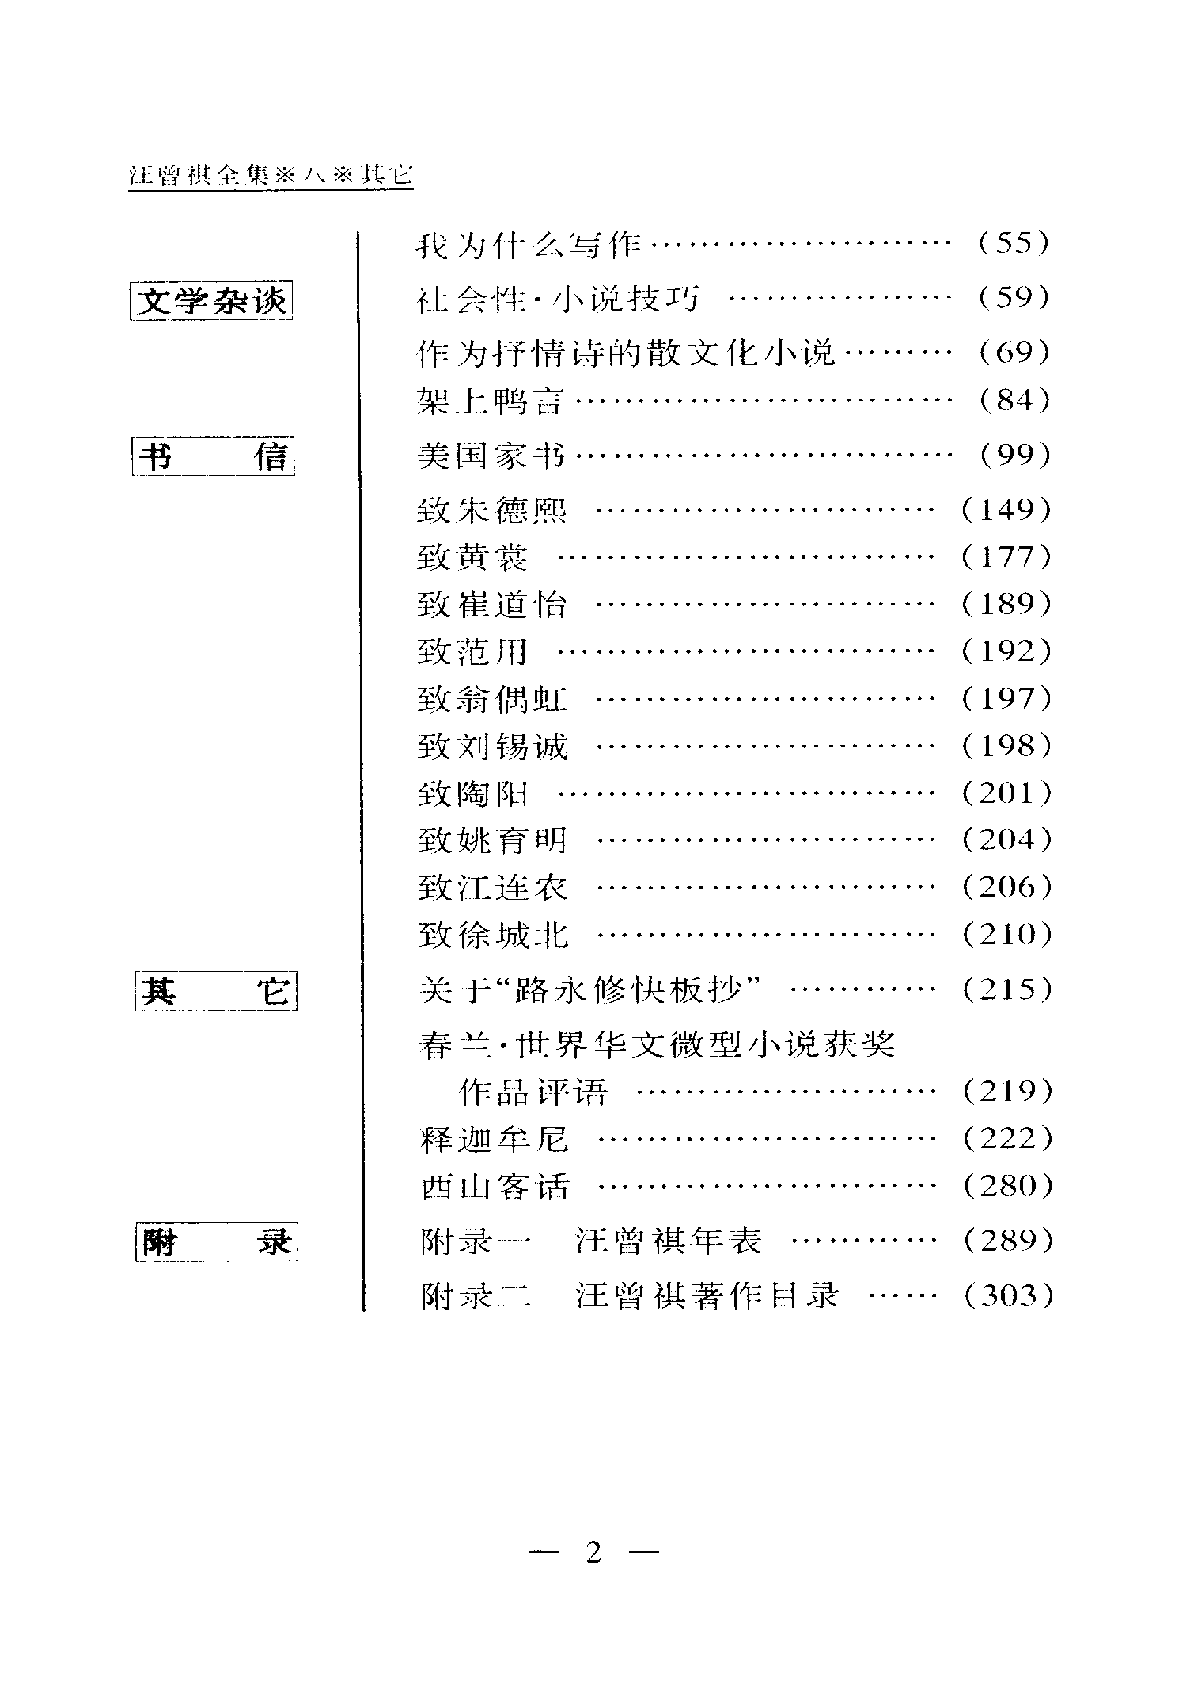 汪曾祺全集※八※其它
我为什么写作…………………… (55)
文学杂谈 社会性·小说技巧 ……………… (59)
作为抒情诗的散文化小说……… (69)
架上鸭言………………………… (84)
书 信 美国家书………………………… (99)
致朱德熙 ……………………… (149)
致黄裳 ………………………… (177)
致崔道怡 ……………………… (189)
致范用 ………………………… (192)
致翁偶虹 ……………………… (197)
致刘锡诚 ……………………… (198)
致陶阳 ………………………… (201)
致姚育明 ……………………… (204)
致江连农 ……………………… (206)
致徐城北 ……………………… (210)
其 它 关于“路永修快板抄” ………… (215)
春兰·世界华文微型小说获奖
作品评语 …………………… (219)
释迦牟尼 ……………………… (222)
西山客话 ……………………… (280)
附 录 附录一 汪曾祺年表 ………… (289)
附录二 汪曾祺著作目录 …… (303)
— 2 —